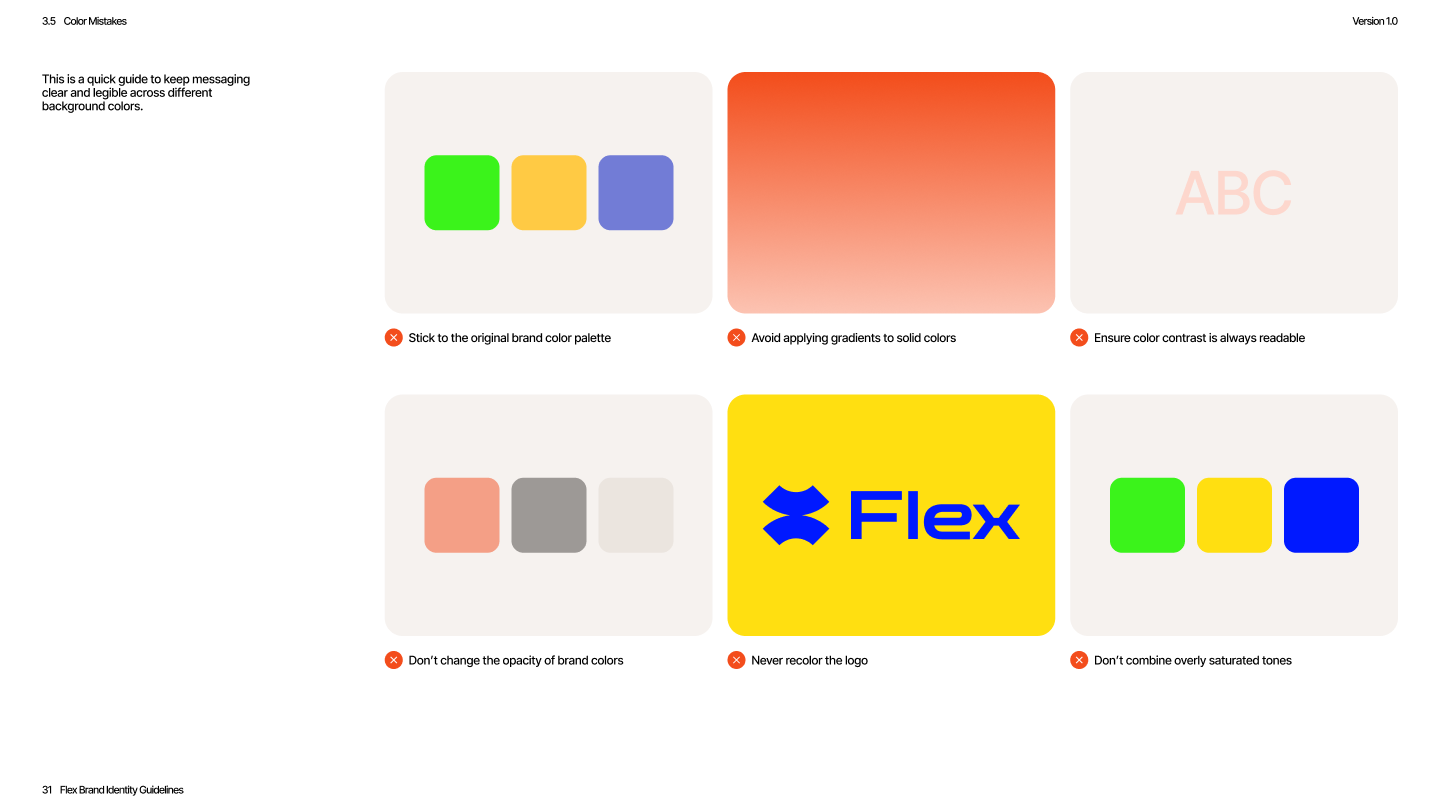 3.5 Color Mistakes
Version 1.0
This is a quick guide to keep messaging
clear and legible across different
background colors.
ABC
Stick to the original brand color palette
Avoid applying gradients to solid colors
Ensure color contrast is always readable
Flex
Don’t change the opacity of brand colors
Never recolor the logo
Don’t combine overly saturated tones
31 Flex Brand Identity Guidelines